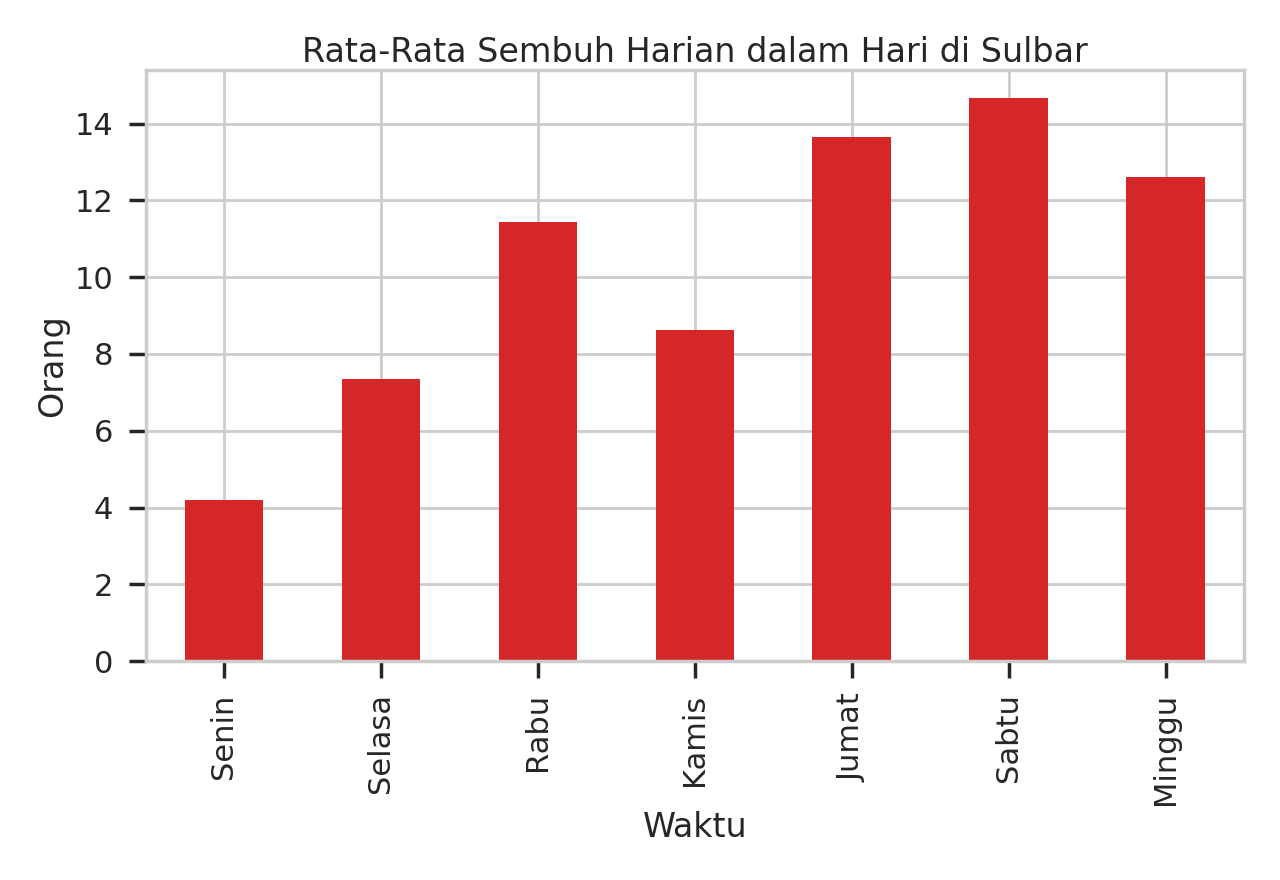 Rata-Rata Sembuh Harian dalam Hari di Sulbar
14
12
10
8
6
4
2
0
Orang
Senin
Selasa
Rabu
Kamis
Jumat
Sabtu
Minggu
Waktu